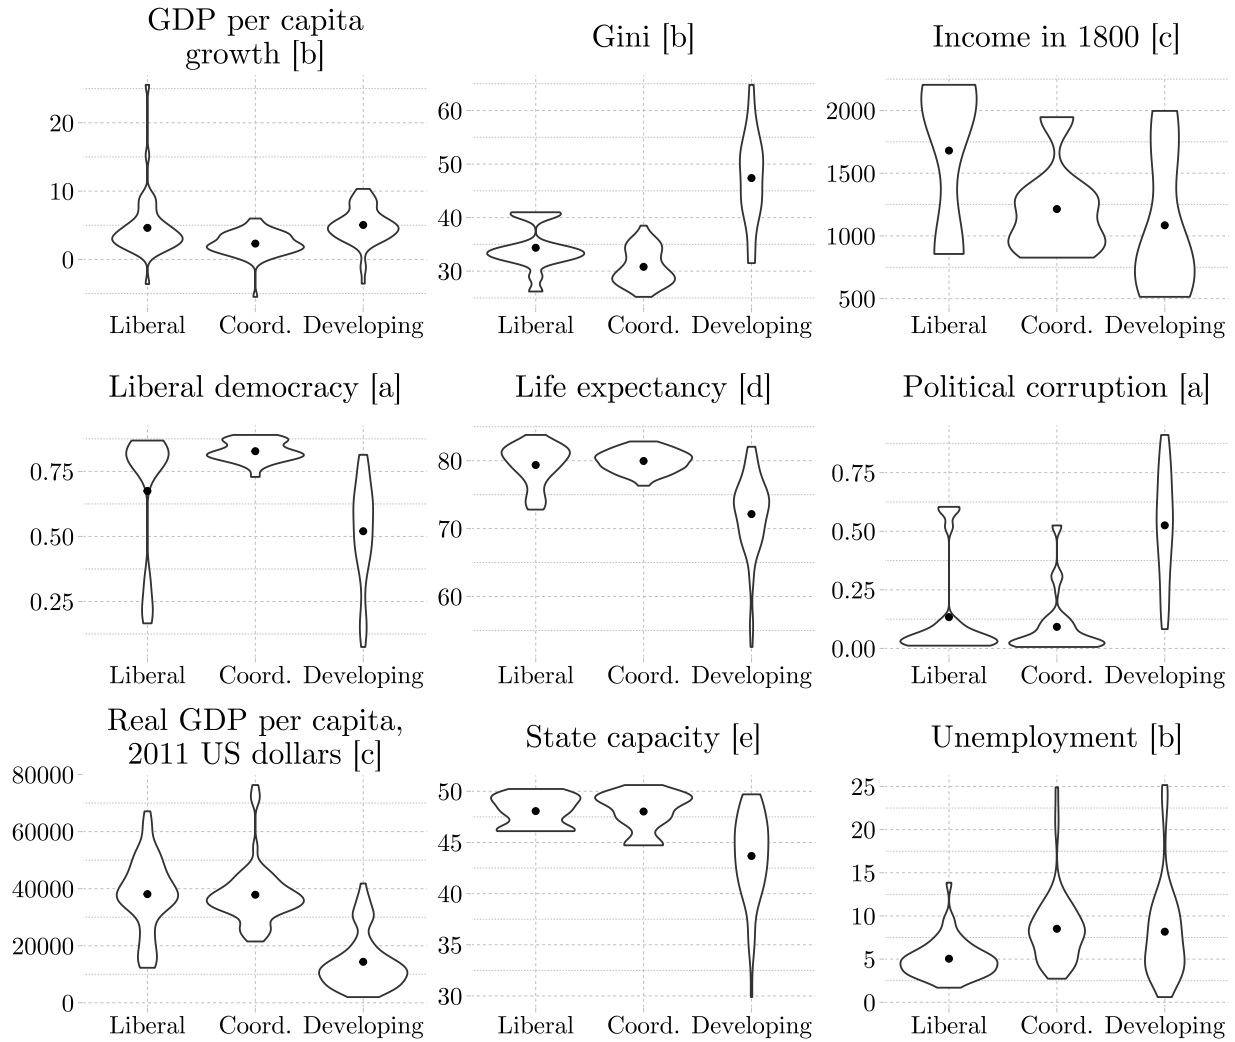 GDP per capita
growth [b]
Gini [b]
Income in 1800 [c]
20
10
0
60
50
40
30
2000
1500
1000
500
Liberal Coord. Developing
Liberal Coord. Developing
Liberal Coord. Developing
Liberal democracy [a]
Life expectancy [d]
Political corruption [a]
0.75
0.50
0.25
80
70
60
0.75
0.50
0.25
0.00
Liberal Coord. Developing
Liberal Coord. Developing
Liberal Coord. Developing
Real GDP per capita,
2011 US dollars [c]
State capacity [e]
Unemployment [b]
80000
60000
40000
20000
0
50
45
40
35
30
25
20
15
10
5
0
Liberal Coord. Developing
Liberal Coord. Developing
Liberal Coord. Developing